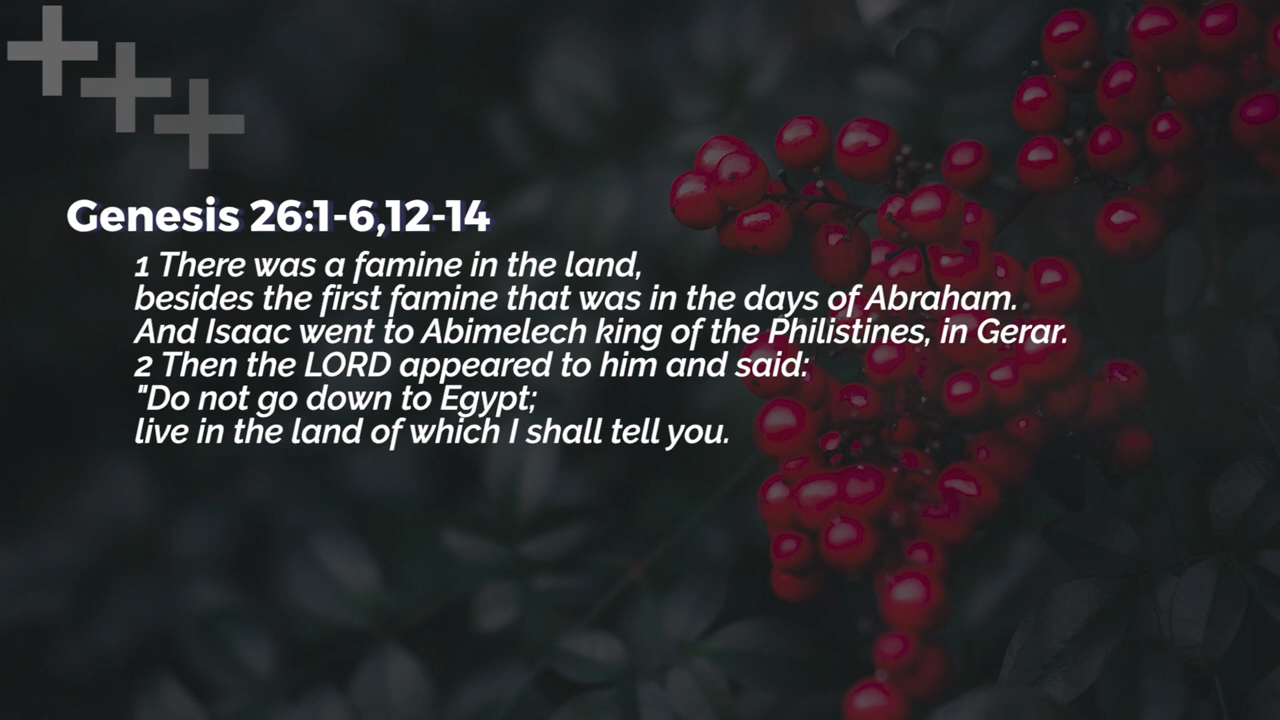 Genesis 26:1-6,12-14
1 There was a famine in the land,
besides the first famine that was in the days of Abraham.
And Isaac went to Abimelech king of the Philistines, in Gerar.
2 Then the LORD appeared to him and said:
"Do not go down to Egypt;
live in the land of which I shall tell you.